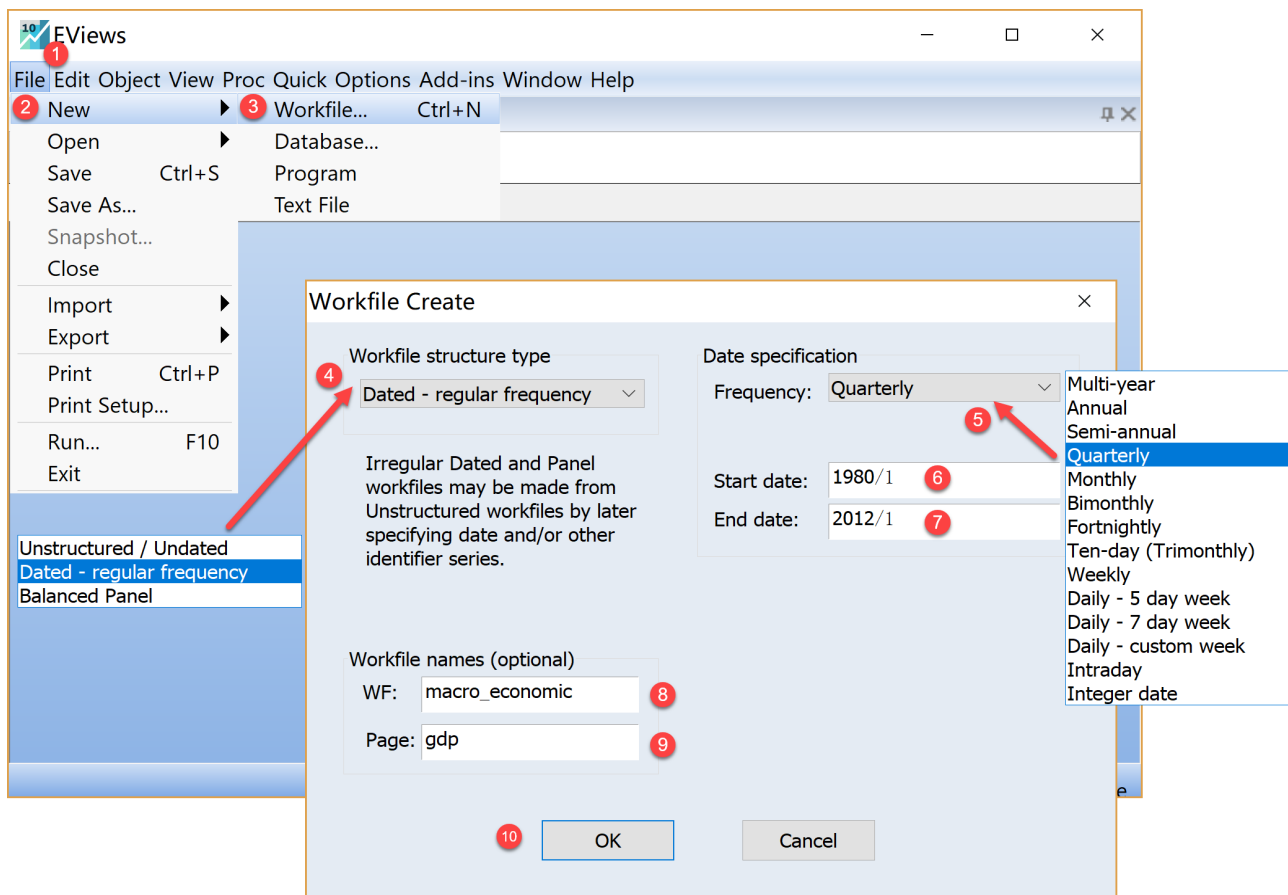 10 EViews
1
File Edit Object View Proc Quick Options Add-ins Window Help
2 New
Open
Save Ctrl+S
Save As...
Snapshot...
Close
Import
Export
Print Ctrl+P
Print Setup...
Run... F10
Exit
3 Workfile... Ctrl+N
Database...
Program
Text File
Unstructured / Undated
Dated - regular frequency
Balanced Panel
Workfile Create
Workfile structure type
4
Dated - regular frequency
Irregular Dated and Panel
workfiles may be made from
Unstructured workfiles by later
specifying date and/or other
identifier series.
Date specification
Frequency: Quarterly
5
Start date: 1980/1 6
End date: 2012/1 7
Multi-year
Annual
Semi-annual
Quarterly
Monthly
Bimonthly
Fortnightly
Ten-day (Trimonthly)
Weekly
Daily - 5 day week
Daily - 7 day week
Daily - custom week
Intraday
Integer date
Workfile names (optional)
WF: macro_economic 8
Page: gdp 9
10 OK Cancel